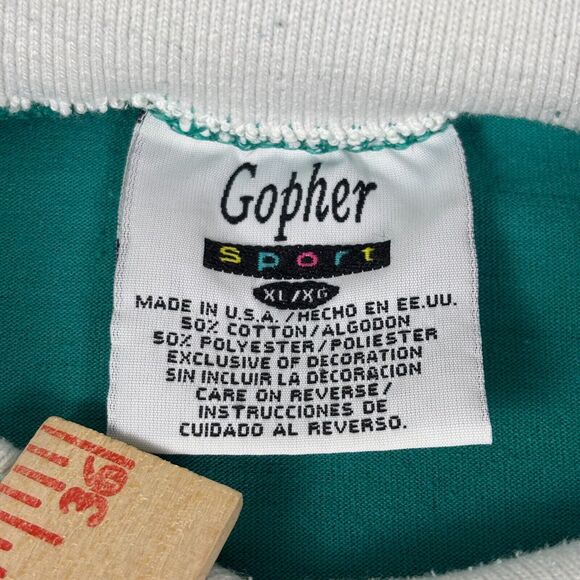 Gopher
Sport
XL/XG
MADE IN U.S.A./HECHO EN EE.UU.
50% COTTON/ALGODON
50% POLYESTER/POLIESTER
EXCLUSIVE OF DECORATION
SIN INCLUIR LA DECORACION
CARE ON REVERSE/
INSTRUCCIONES DE
CUIDADO AL REVERSO.
36